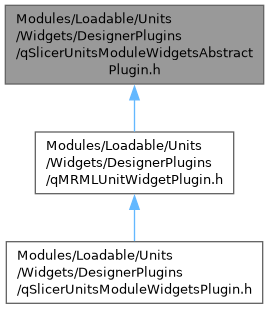 Modules/Loadable/Units
/Widgets/DesignerPlugins
/qSlicerUnitsModuleWidgetsAbstract
Plugin.h
Modules/Loadable/Units
/Widgets/DesignerPlugins
/qMRMLUnitWidgetPlugin.h
Modules/Loadable/Units
/Widgets/DesignerPlugins
/qSlicerUnitsModuleWidgetsPlugin.h